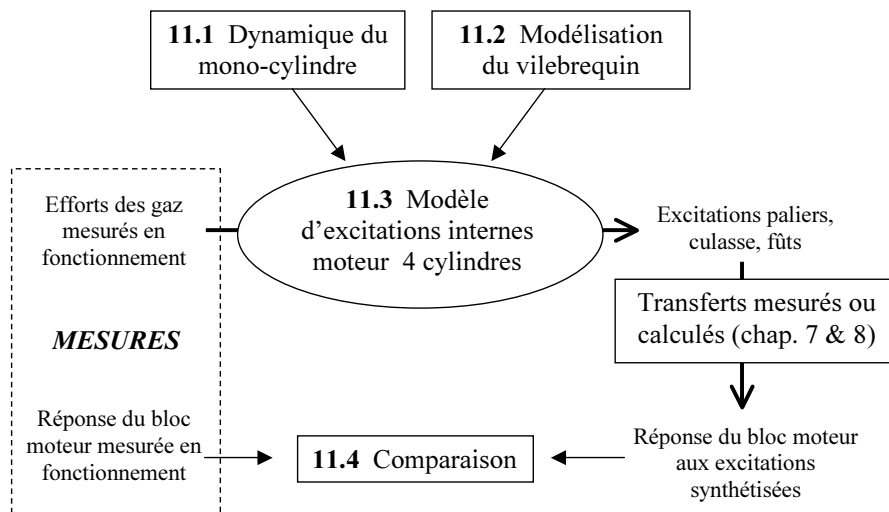 11.1 Dynamique du
mono-cylindre
11.2 Modélisation
du vilebrequin
Efforts des gaz
mesurés en
fonctionnement
11.3 Modèle
d'excitations internes
moteur 4 cylindres
Excitations paliers,
culasse, fûts
Transferts mesurés ou
calculés (chap. 7 & 8)
MESURES
Réponse du bloc
moteur mesurée en
fonctionnement
11.4 Comparaison
Réponse du bloc moteur
aux excitations
synthétisées